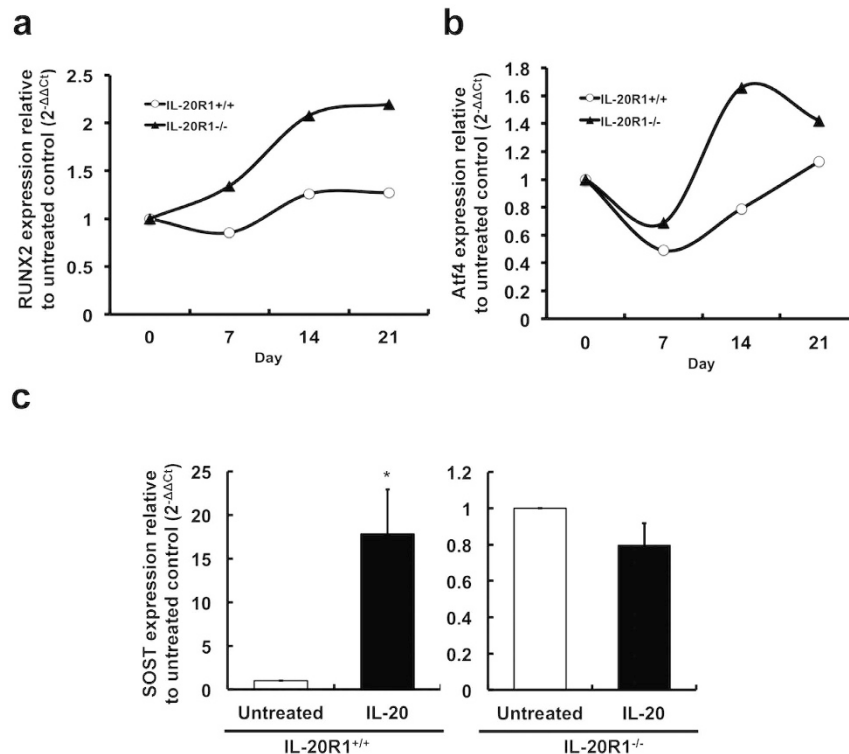 a
RUNX2 expression relative
to untreated control (2-ΔΔCt)
2.5
2
1.5
1
0.5
0
IL-20R1+/+
IL-20R1-/-
0 7 14 21
Day
b
Atf4 expression relative
to untreated control (2-ΔΔCt)
1.8
1.6
1.4
1.2
1
0.8
0.6
0.4
0.2
0
IL-20R1+/+
IL-20R1-/-
0 7 14 21
Day
c
SOST expression relative
to untreated control (2-ΔΔCt)
25
20
15
10
5
0
*
Untreated IL-20
IL-20R1+/+
1.2
1
0.8
0.6
0.4
0.2
0
Untreated IL-20
IL-20R1-/-